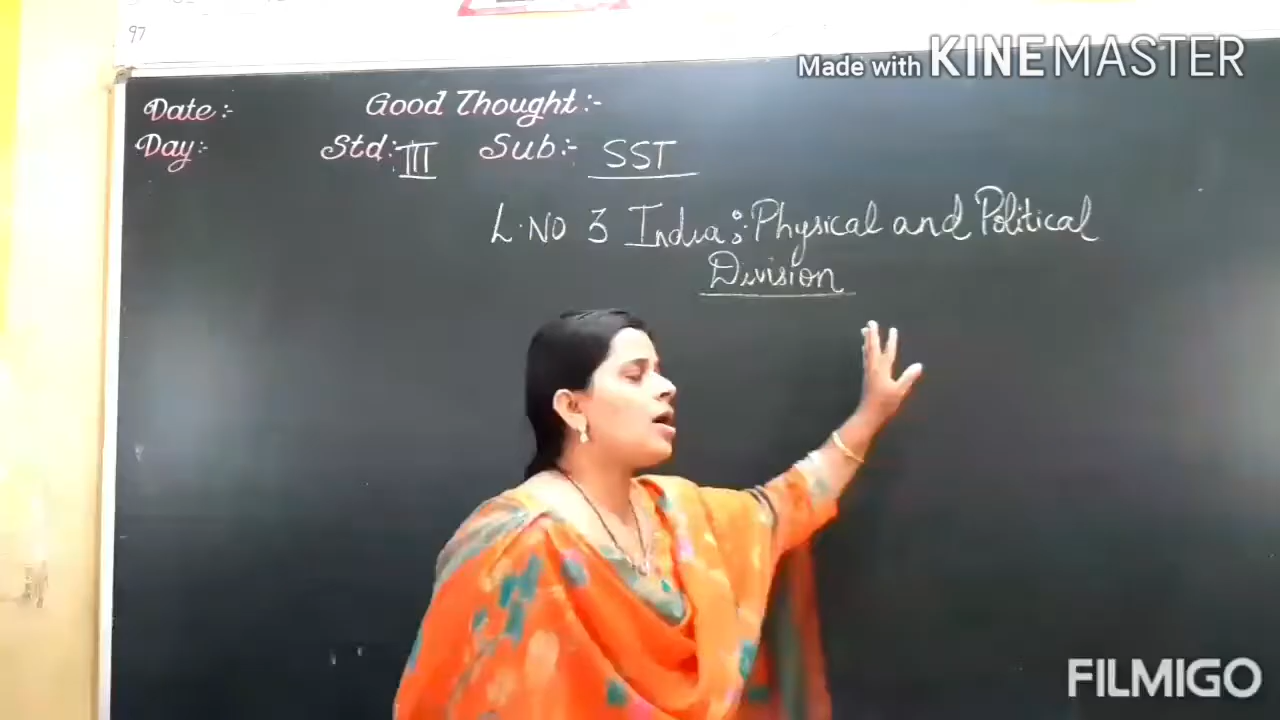 97
Made with KINEMASTER
Date:- Good Thought:-
Day:- Std:- III Sub:- SST
L.NO 3 India: Physical and Political
Division
FILMIGO